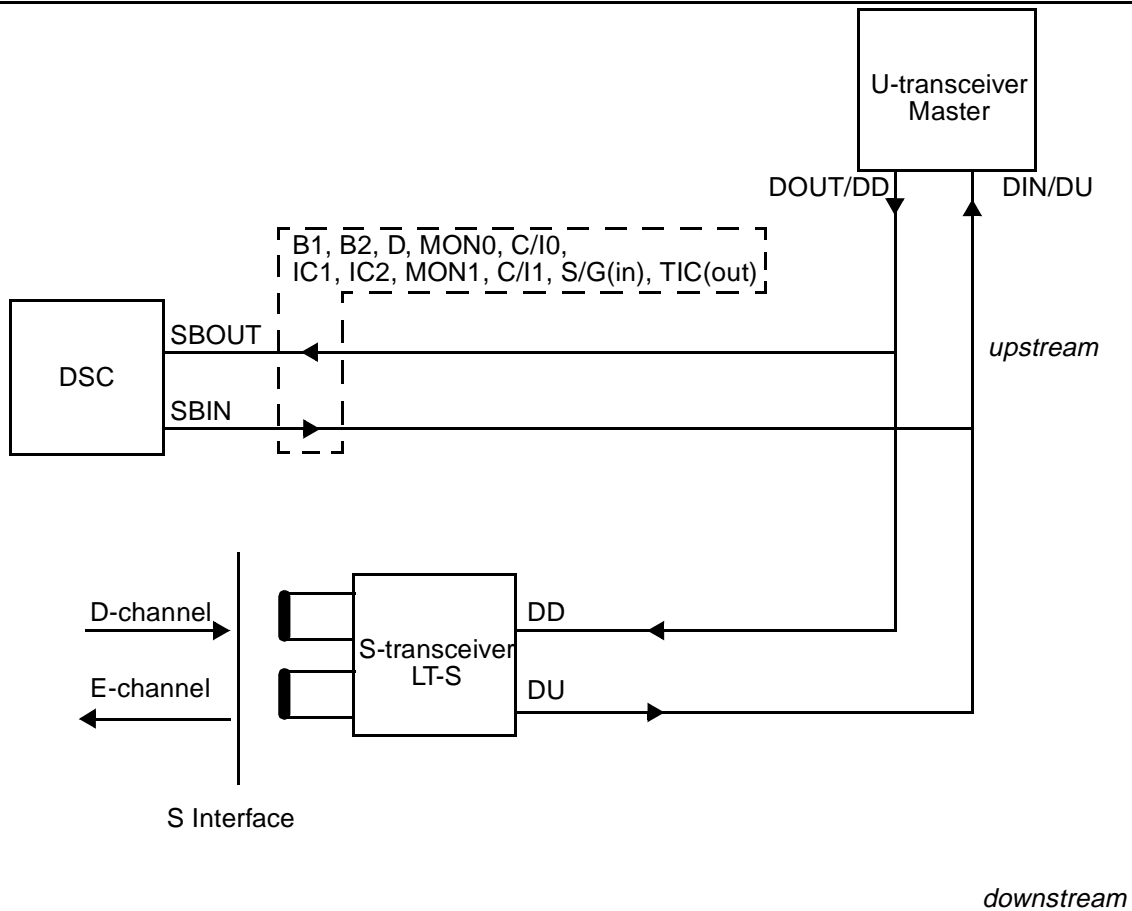 U-transceiver
Master
DOUT/DD
DIN/DU
B1, B2, D, MON0, C/I0,
IC1, IC2, MON1, C/I1, S/G(in), TIC(out)
SBOUT
upstream
DSC
SBIN
D-channel
DD
S-transceiver
LT-S
E-channel
DU
S Interface
downstream